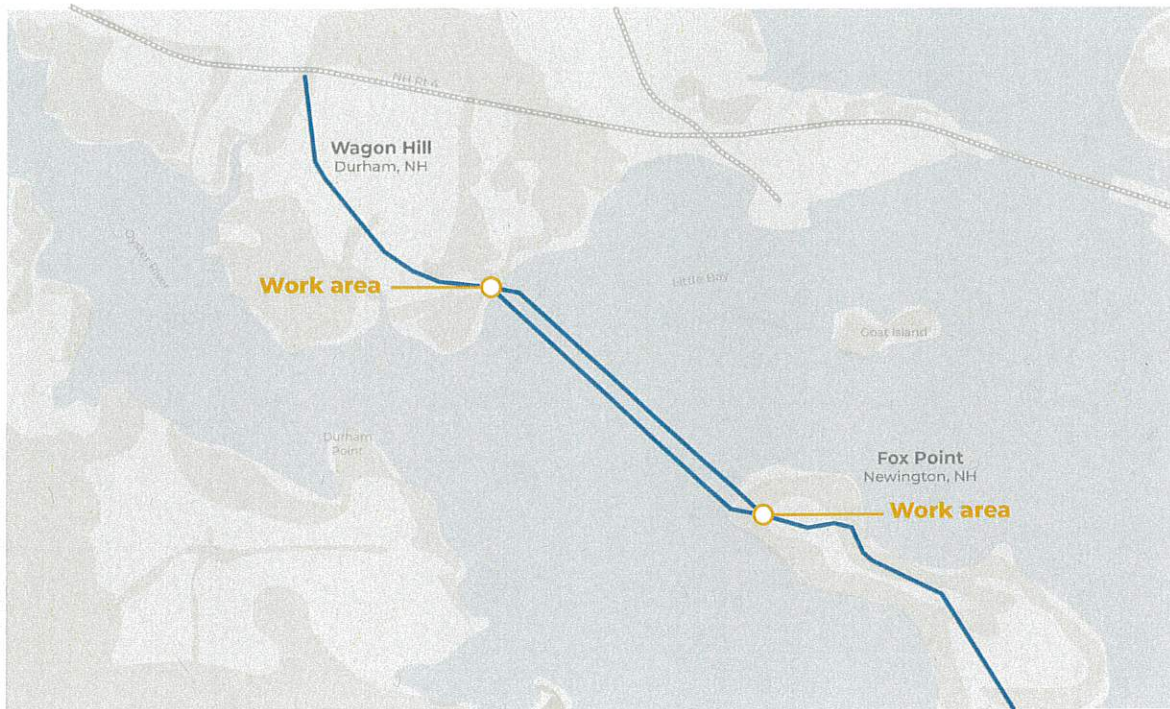 NH Rt 4
Wagon Hill
Durham, NH
Oyster River
Work area
Little Bay
Goat Island
Durham
Point
Fox Point
Newington, NH
Work area